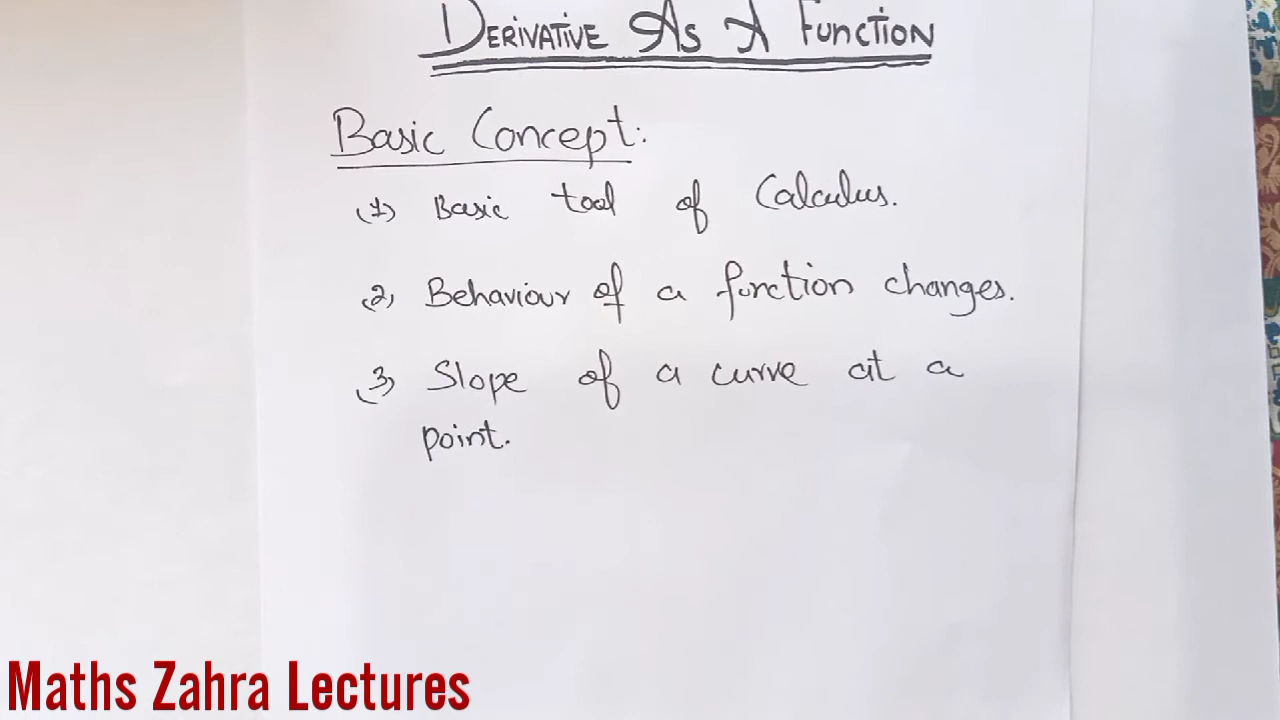 DERIVATIVE AS A FUNCTION
Basic Concept:
(1) Basic tool of Calculus.
(2) Behaviour of a function changes.
(3) Slope of a curve at a
point.
Maths Zahra Lectures